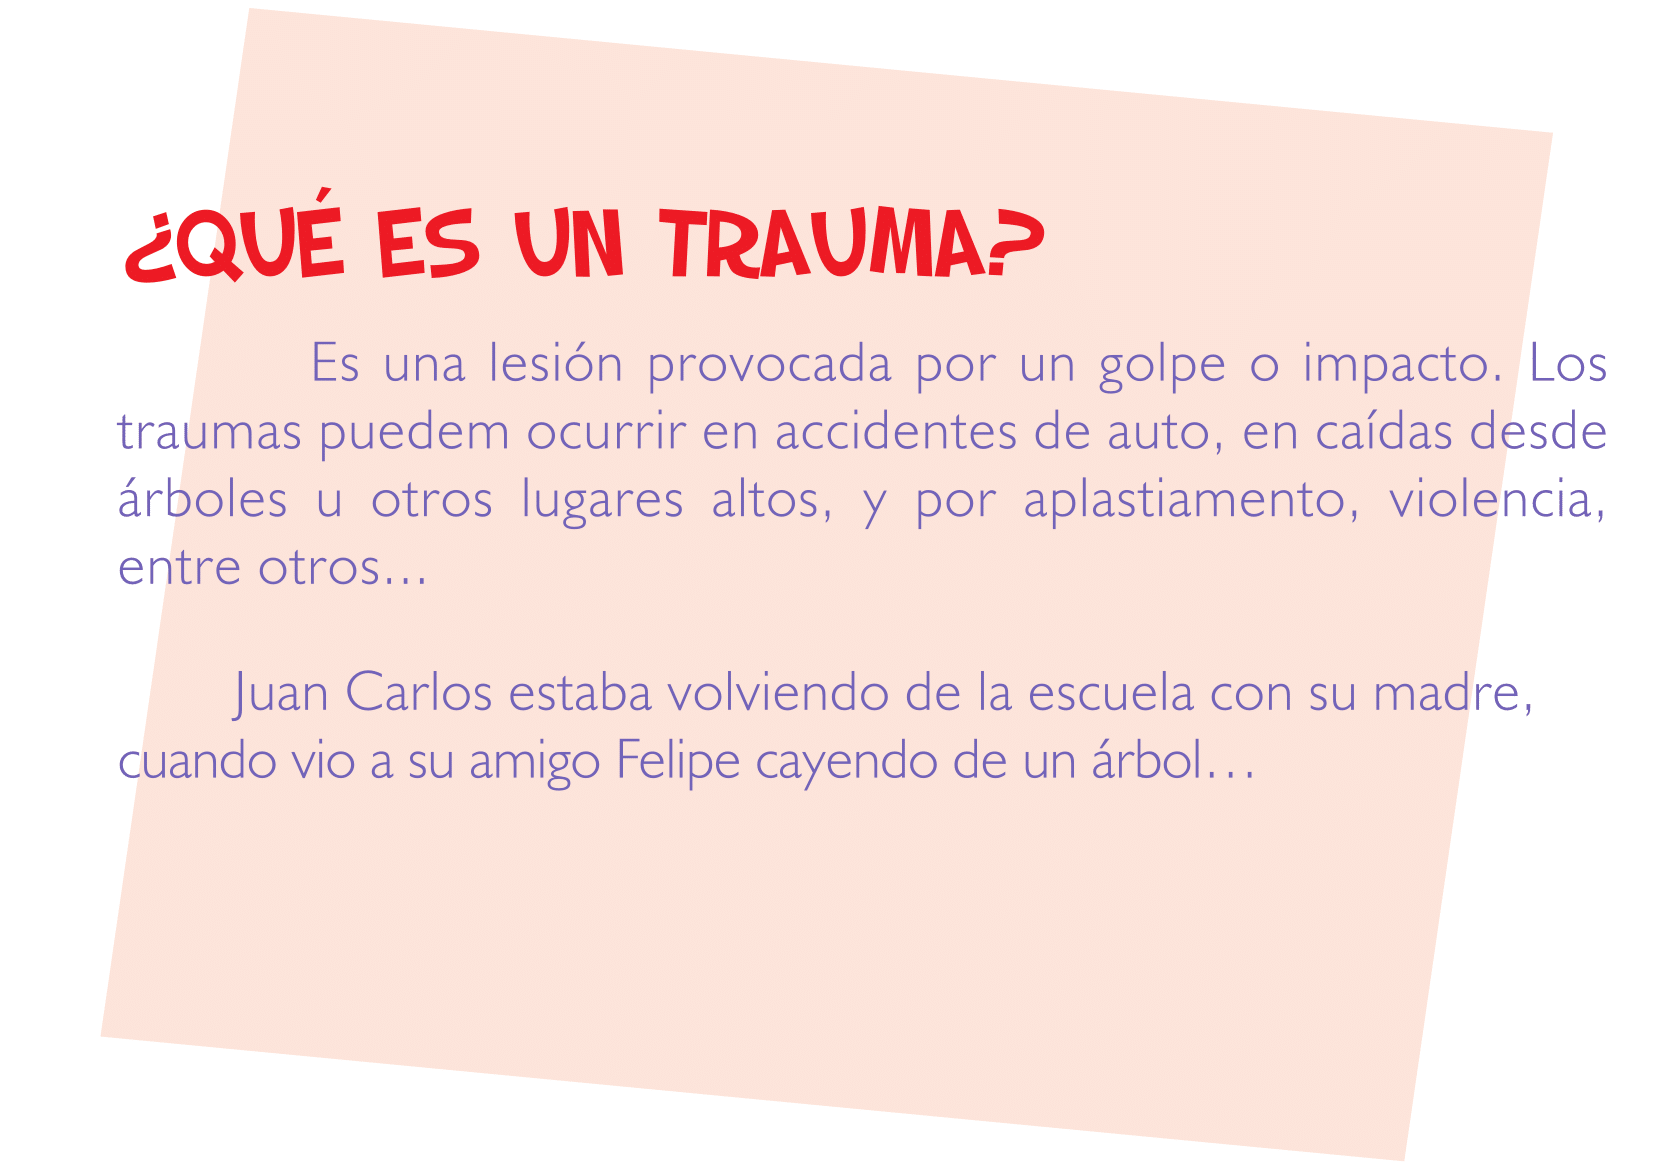 ¿QUÉ ES UN TRAUMA?
Es una lesión provocada por un golpe o impacto. Los
traumas puedem ocurrir en accidentes de auto, en caídas desde
árboles u otros lugares altos, y por aplastiamento, violencia,
entre otros...
Juan Carlos estaba volviendo de la escuela con su madre,
cuando vio a su amigo Felipe cayendo de un árbol...